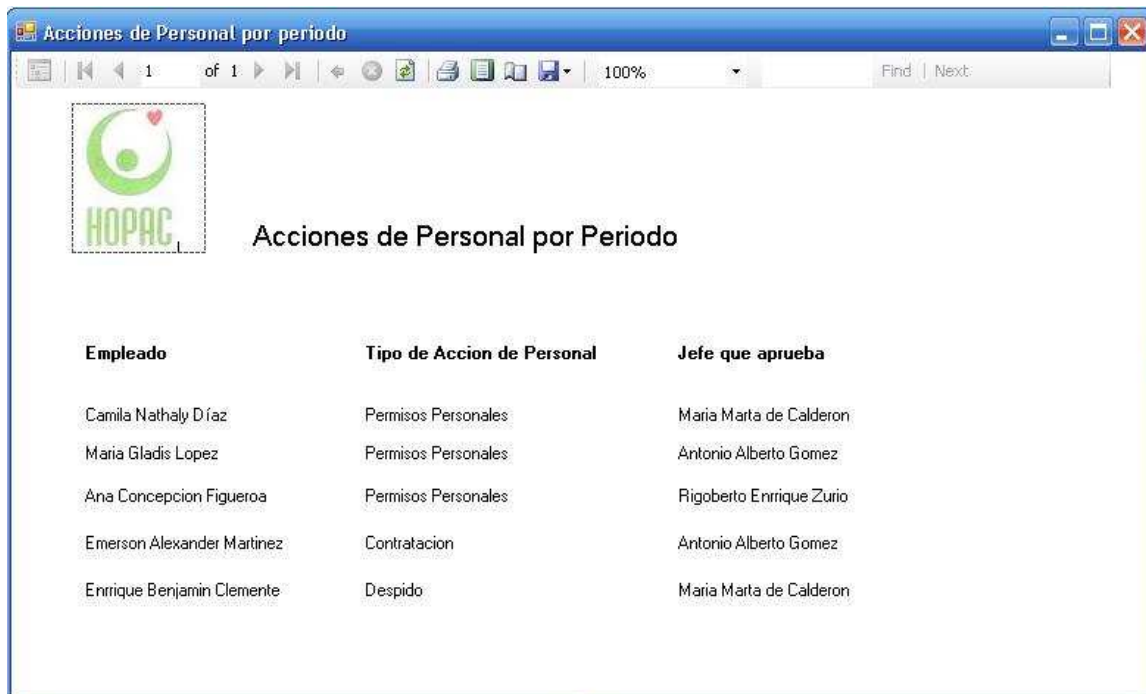 Acciones de Personal por periodo
1 of 1 100% Find | Next
HOPAC
Acciones de Personal por Periodo
Empleado Tipo de Accion de Personal Jefe que aprueba
Camila Nathaly Díaz Permisos Personales Maria Marta de Calderon
Maria Gladis Lopez Permisos Personales Antonio Alberto Gomez
Ana Concepcion Figueroa Permisos Personales Rigoberto Enrrique Zurio
Emerson Alexander Martinez Contratacion Antonio Alberto Gomez
Enrrique Benjamin Clemente Despido Maria Marta de Calderon